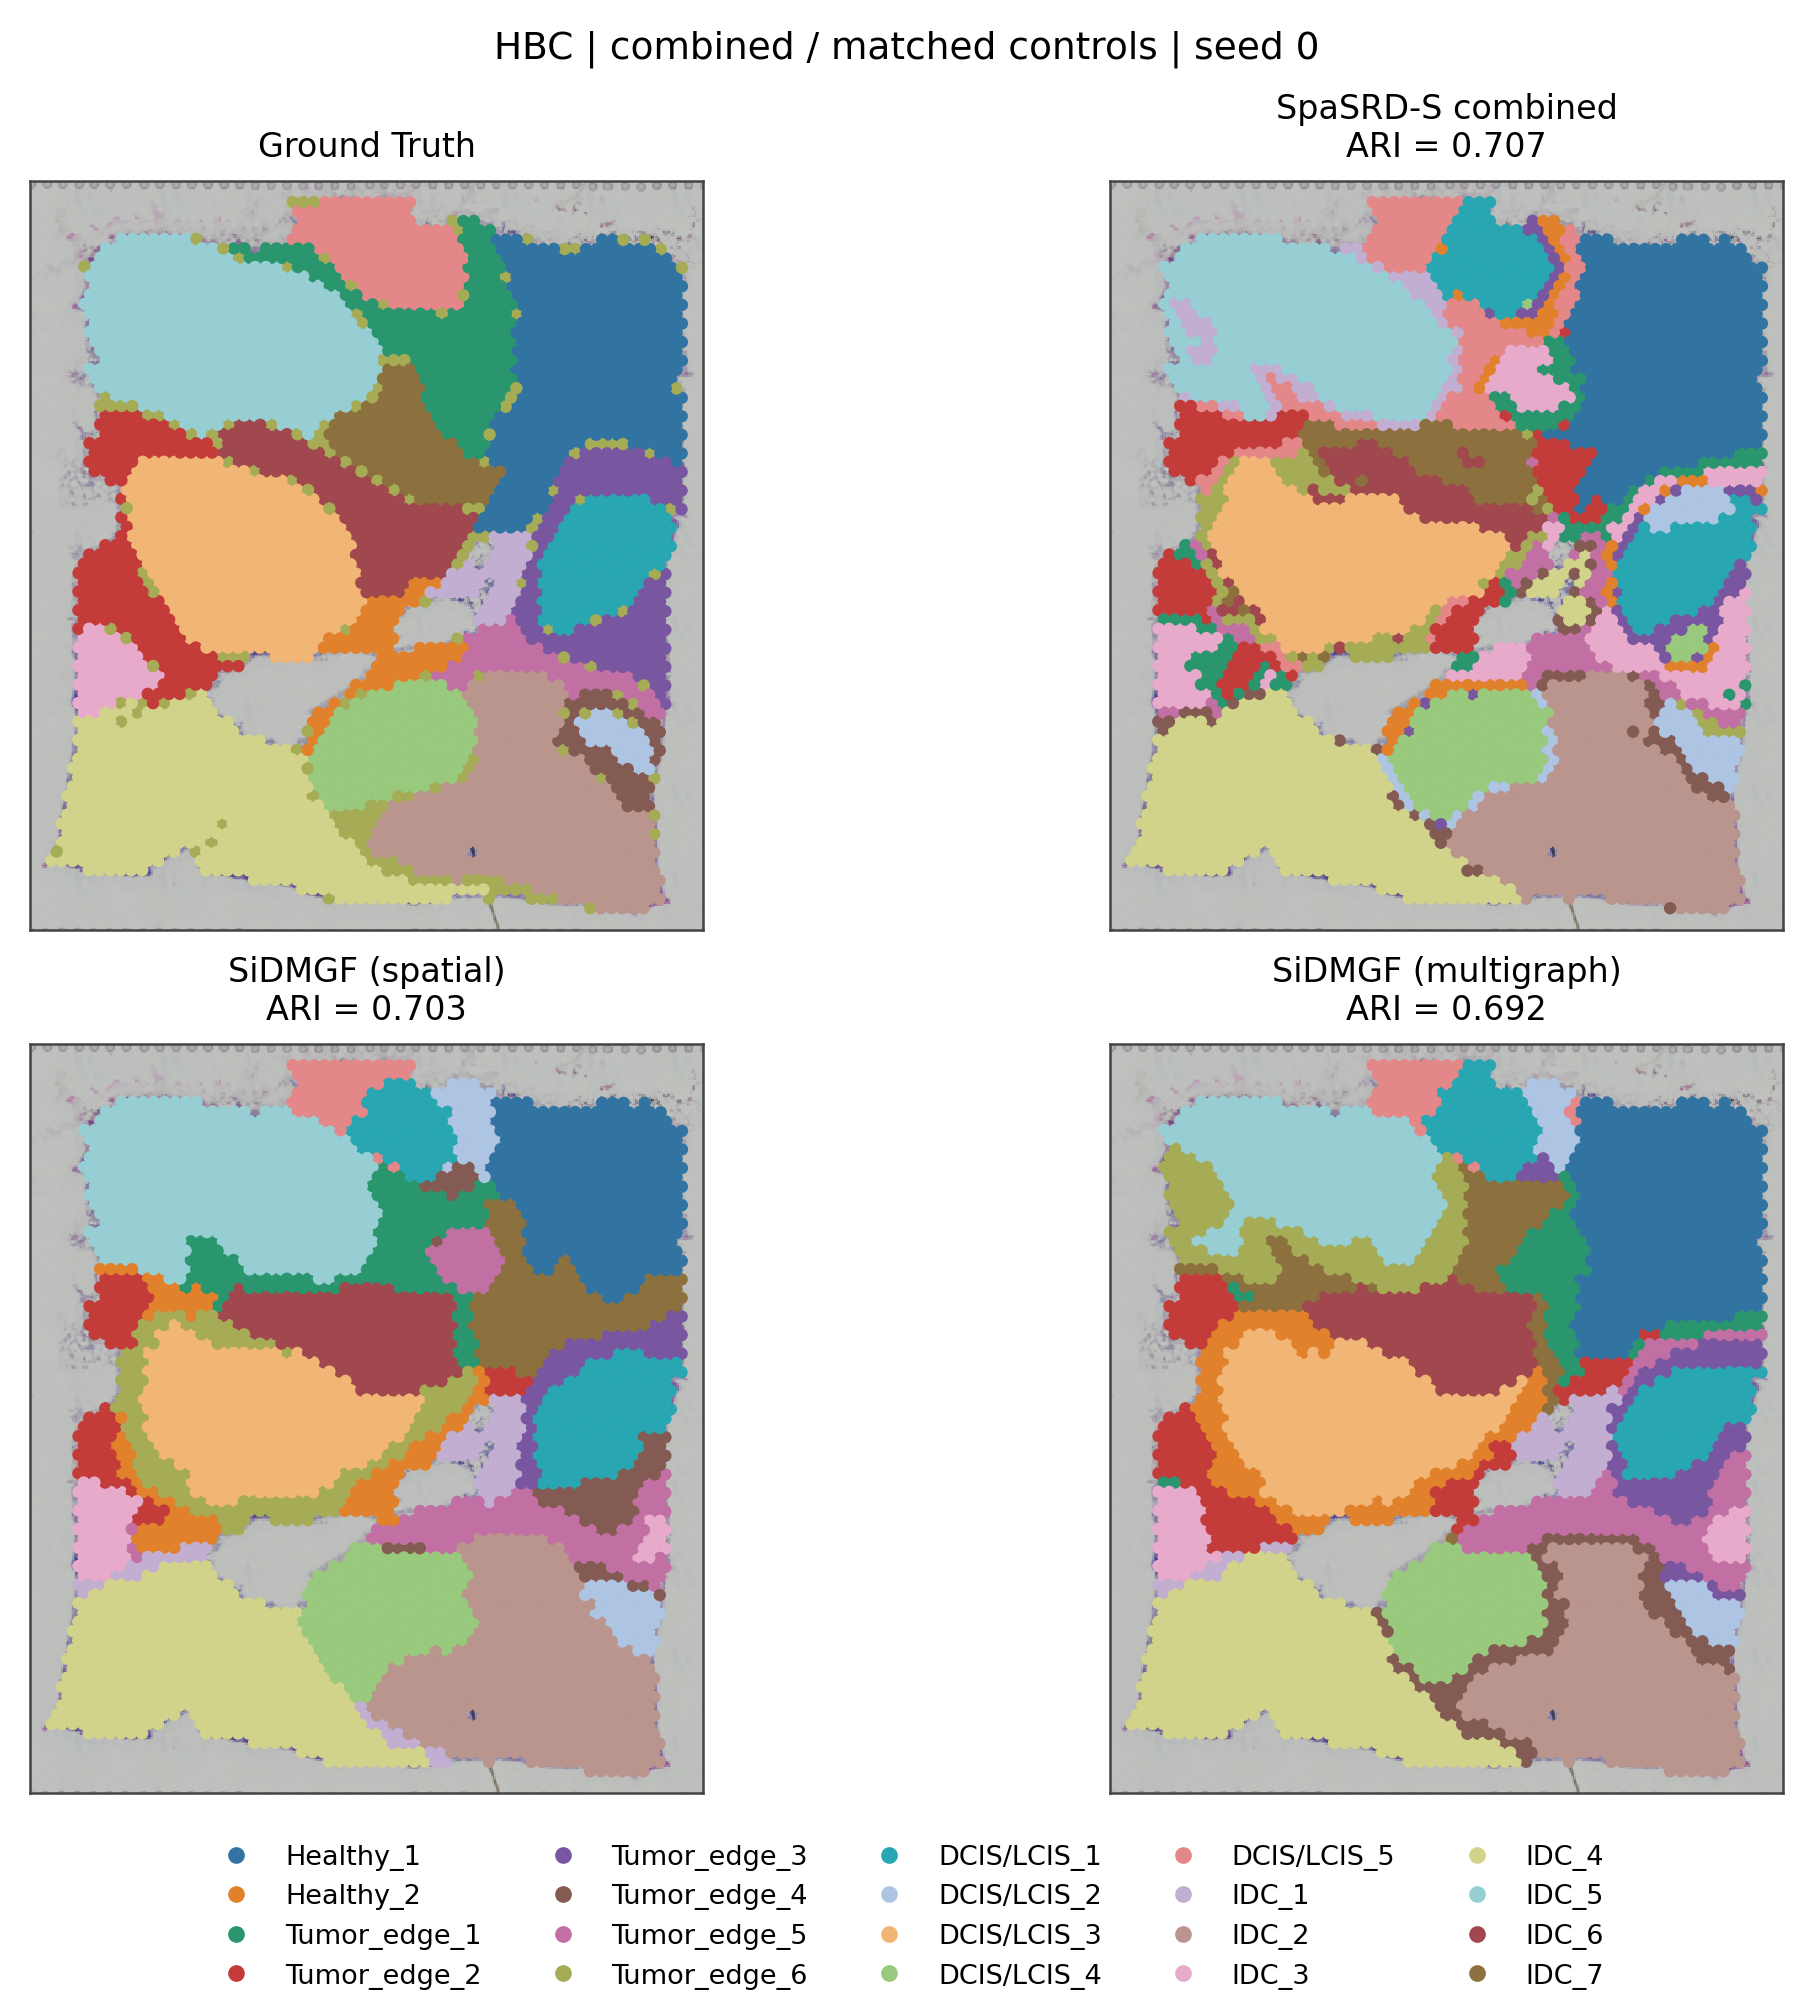 HBC | combined / matched controls | seed 0
Ground Truth
SpaSRD-S combined
ARI = 0.707
SiDMGF (spatial)
ARI = 0.703
SiDMGF (multigraph)
ARI = 0.692
Healthy_1
Healthy_2
Tumor_edge_1
Tumor_edge_2
Tumor_edge_3
Tumor_edge_4
Tumor_edge_5
Tumor_edge_6
DCIS/LCIS_1
DCIS/LCIS_2
DCIS/LCIS_3
DCIS/LCIS_4
DCIS/LCIS_5
IDC_1
IDC_2
IDC_3
IDC_4
IDC_5
IDC_6
IDC_7